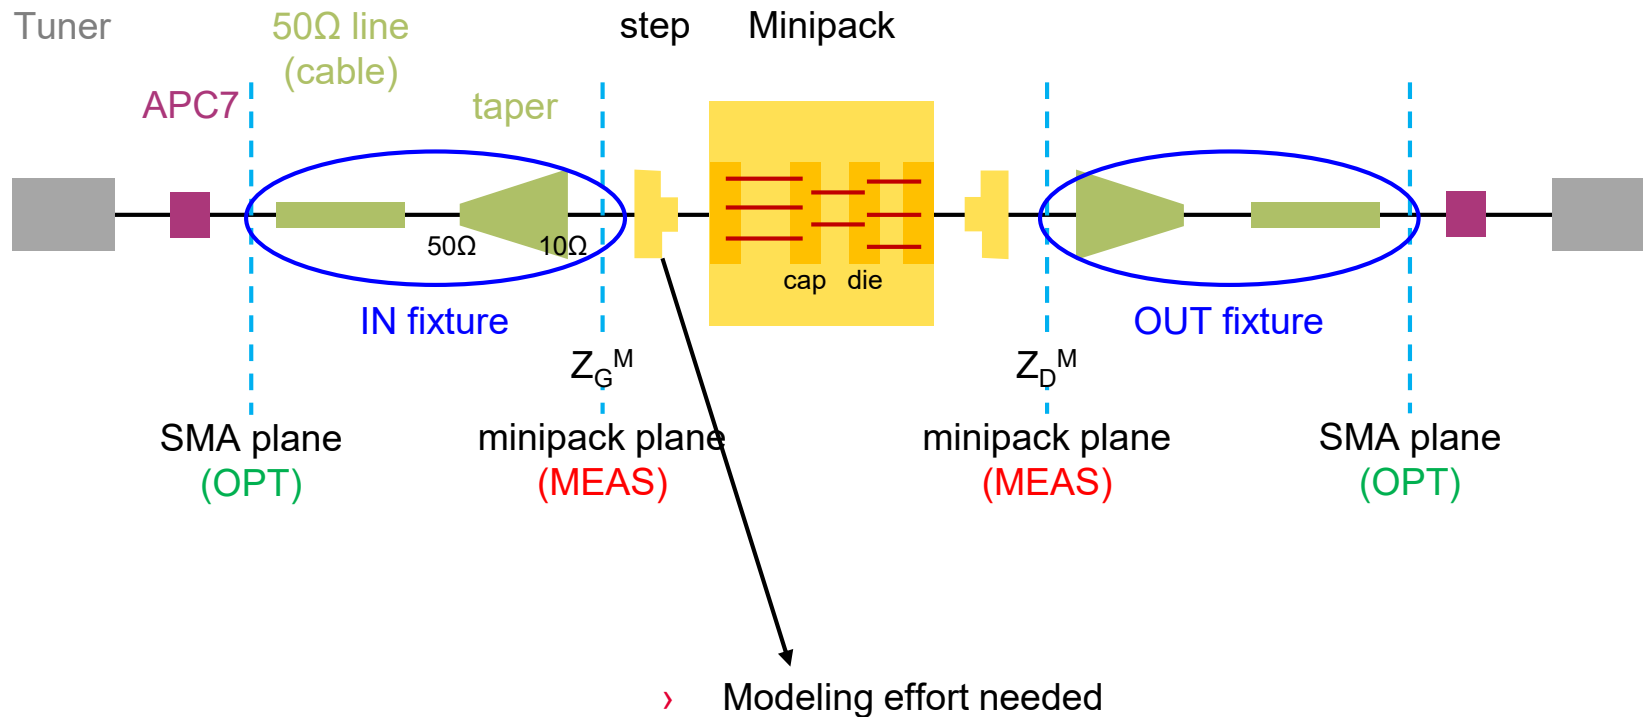 Tuner
50Ω line
(cable)
step
Minipack
APC7
taper
50Ω
10Ω
cap
die
IN fixture
OUT fixture
Z_G^M
Z_D^M
SMA plane
(OPT)
minipack plane
(MEAS)
minipack plane
(MEAS)
SMA plane
(OPT)
› Modeling effort needed